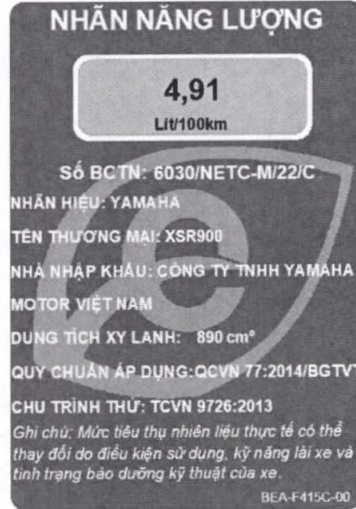 NHÃN NĂNG LƯỢNG
4,91
Lít/100km
Số BCTN: 6030/NETC-M/22/C
NHÃN HIỆU: YAMAHA
TÊN THƯƠNG MẠI: XSR900
NHÀ NHẬP KHẨU: CÔNG TY TNHH YAMAHA
MOTOR VIỆT NAM
DUNG TÍCH XY LANH: 890 cm³
QUY CHUẨN ÁP DỤNG:QCVN 77:2014/BGTVT
CHU TRÌNH THỬ: TCVN 9726:2013
Ghi chú: Mức tiêu thụ nhiên liệu thực tế có thể
thay đổi do điều kiện sử dụng, kỹ năng lái xe và
tình trạng bảo dưỡng kỹ thuật của xe.
BEA-F415C-00